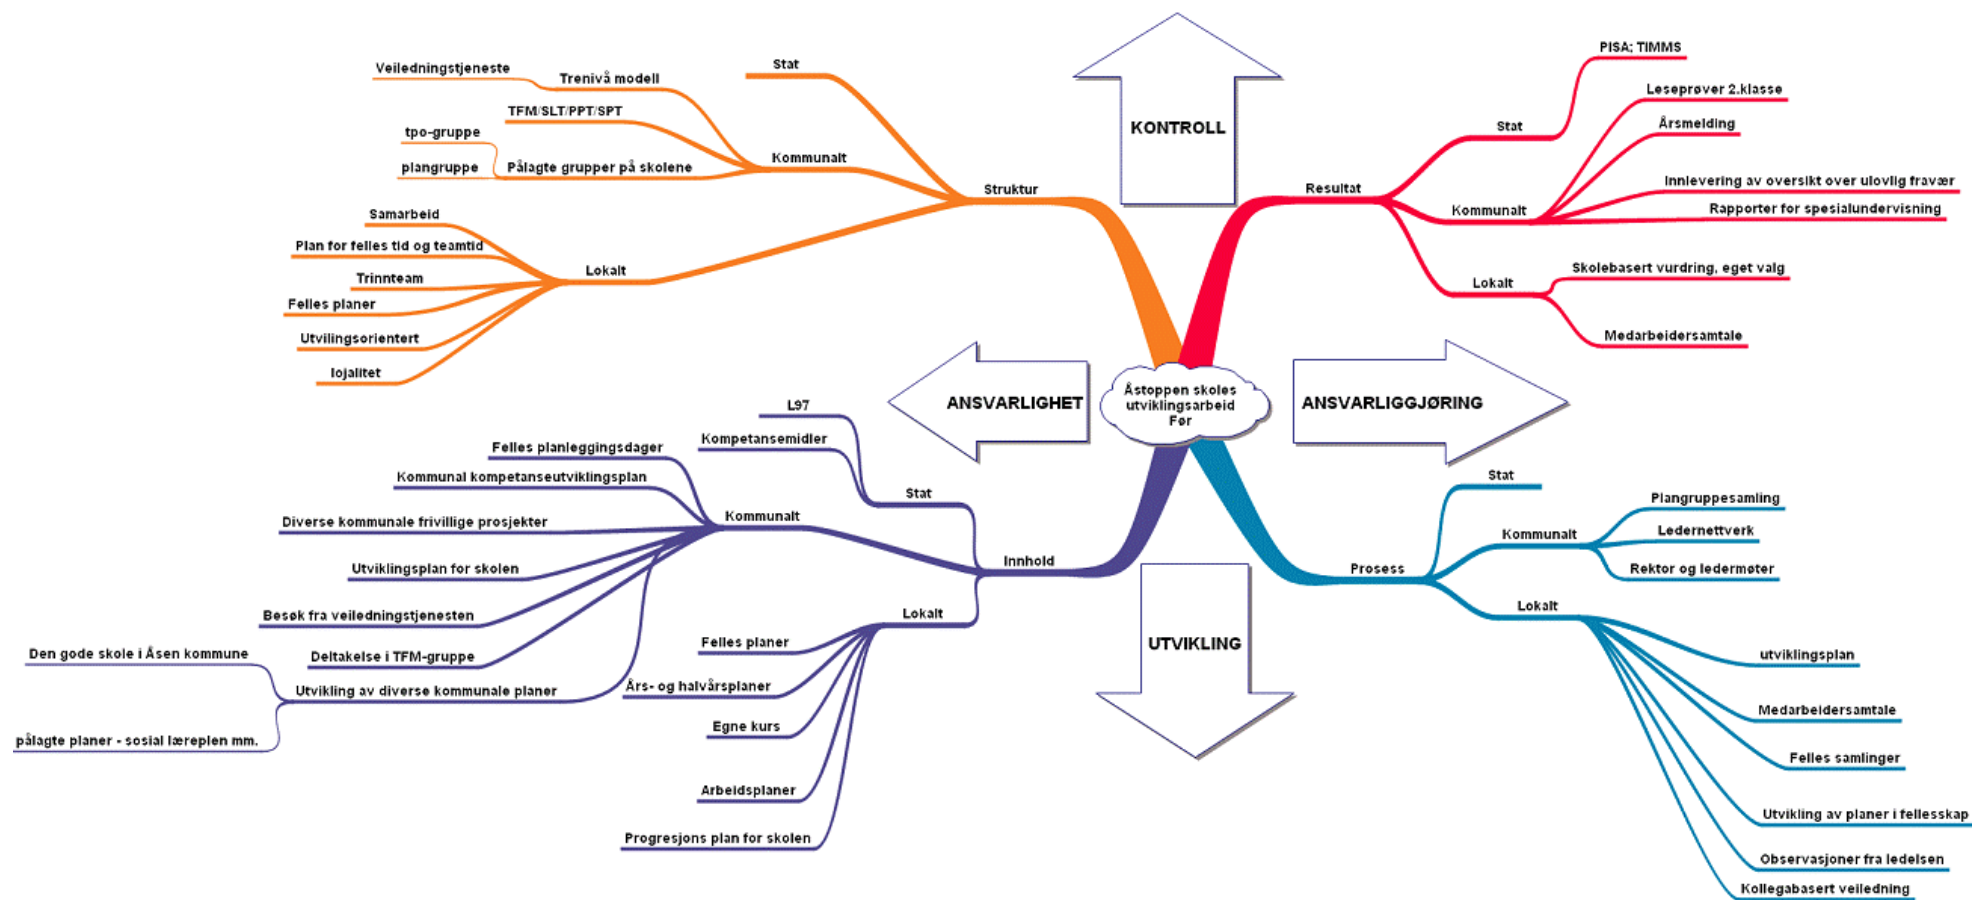 KONTROLL
ANSVARLIGHET
Åstoppen skoles
utviklingsarbeid
Før
ANSVARLIGGJØRING
UTVIKLING
Struktur
Stat
Kommunalt
Trenivå modell
Veiledningstjeneste
TFM/SLT/PPT/SPT
Pålagte grupper på skolene
tpo-gruppe
plangruppe
Lokalt
Samarbeid
Plan for felles tid og teamtid
Trinnteam
Felles planer
Utvilingsorientert
lojalitet
Resultat
Stat
PISA; TIMMS
Kommunalt
Leseprøver 2.klasse
Årsmelding
Innlevering av oversikt over ulovlig fravær
Rapporter for spesialundervisning
Lokalt
Skolebasert vurdring, eget valg
Medarbeidersamtale
Innhold
Stat
L97
Kompetansemidler
Kommunalt
Felles planleggingsdager
Kommunal kompetanseutviklingsplan
Diverse kommunale frivillige prosjekter
Utviklingsplan for skolen
Besøk fra veiledningstjenesten
Deltakelse i TFM-gruppe
Utvikling av diverse kommunale planer
Den gode skole i Åsen kommune
pålagte planer - sosial læreplen mm.
Lokalt
Felles planer
Års- og halvårsplaner
Egne kurs
Arbeidsplaner
Progresjons plan for skolen
Prosess
Stat
Kommunalt
Plangruppesamling
Ledernettverk
Rektor og ledermøter
Lokalt
utviklingsplan
Medarbeidersamtale
Felles samlinger
Utvikling av planer i fellesskap
Observasjoner fra ledelsen
Kollegabasert veiledning